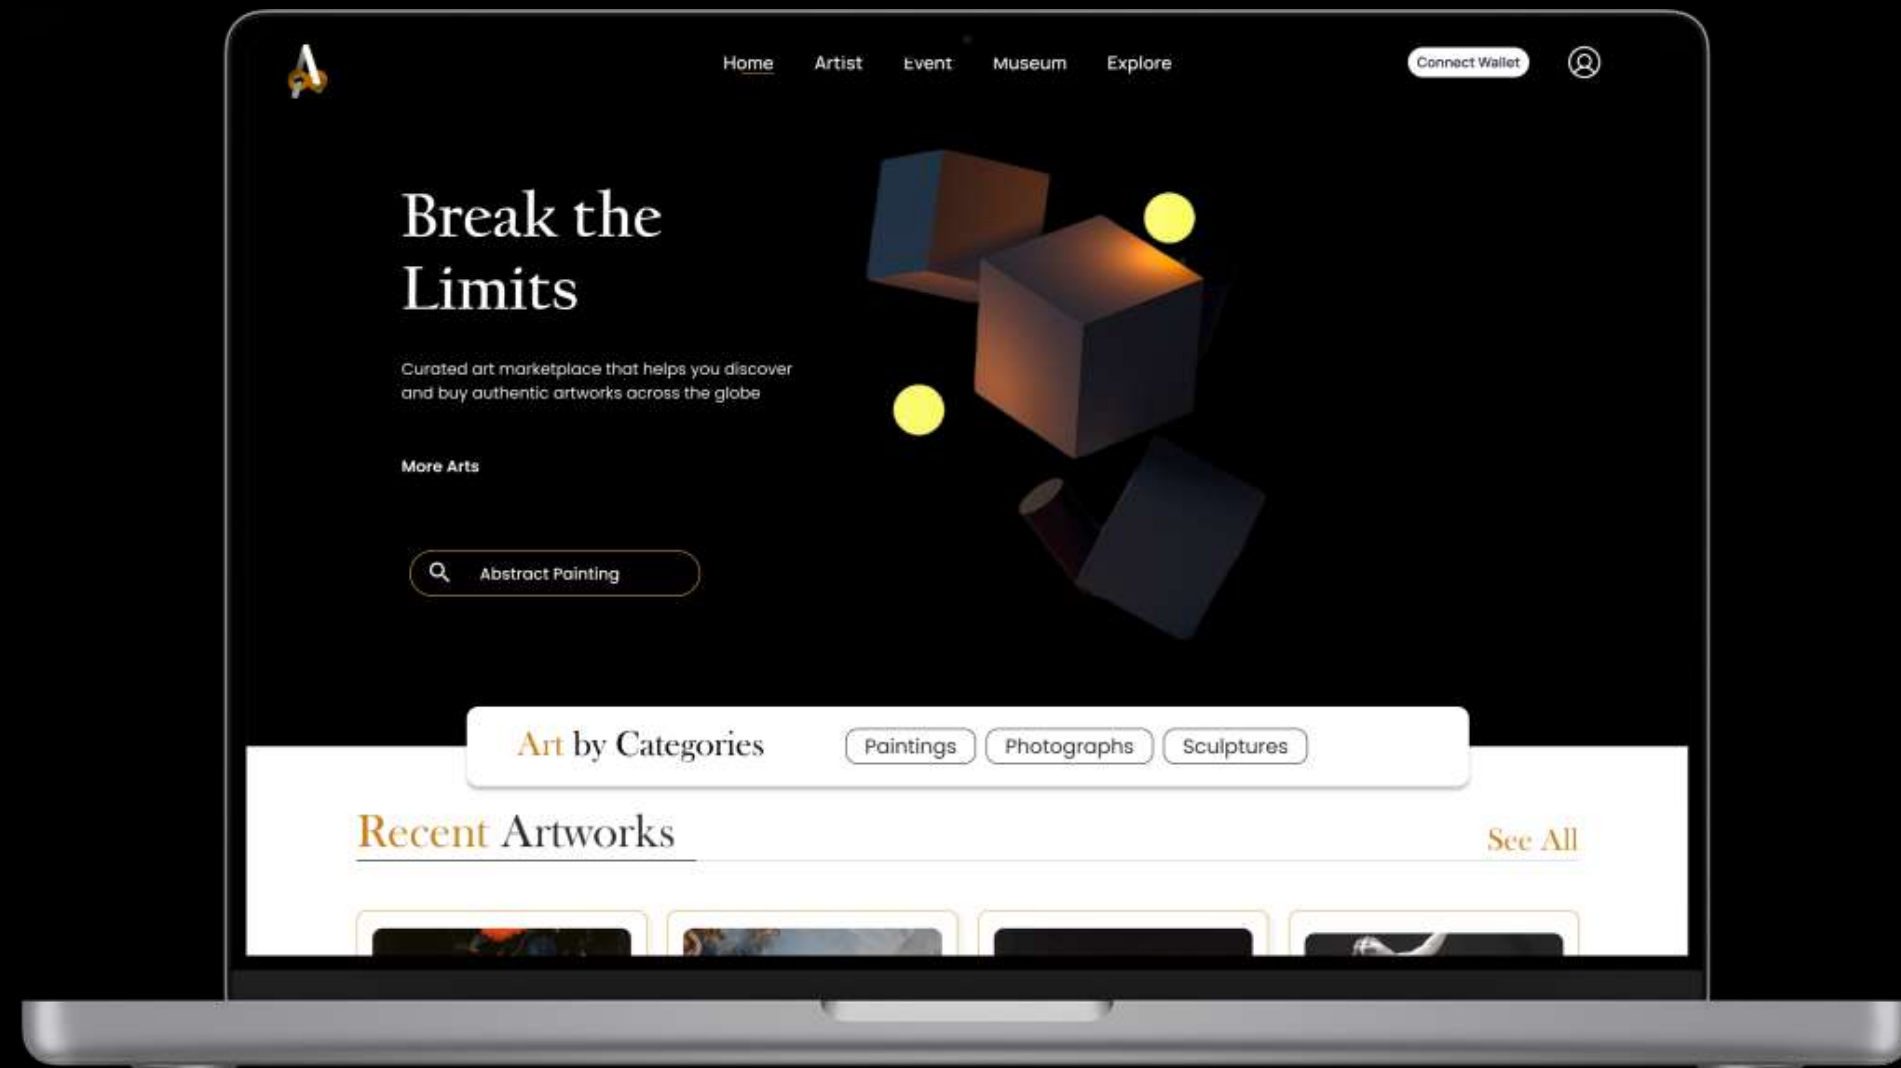 Home Artist Event Museum Explore Connect Wallet
Break the
Limits
Curated art marketplace that helps you discover
and buy authentic artworks across the globe
More Arts
Abstract Painting
Art by Categories Paintings Photographs Sculptures
Recent Artworks See All